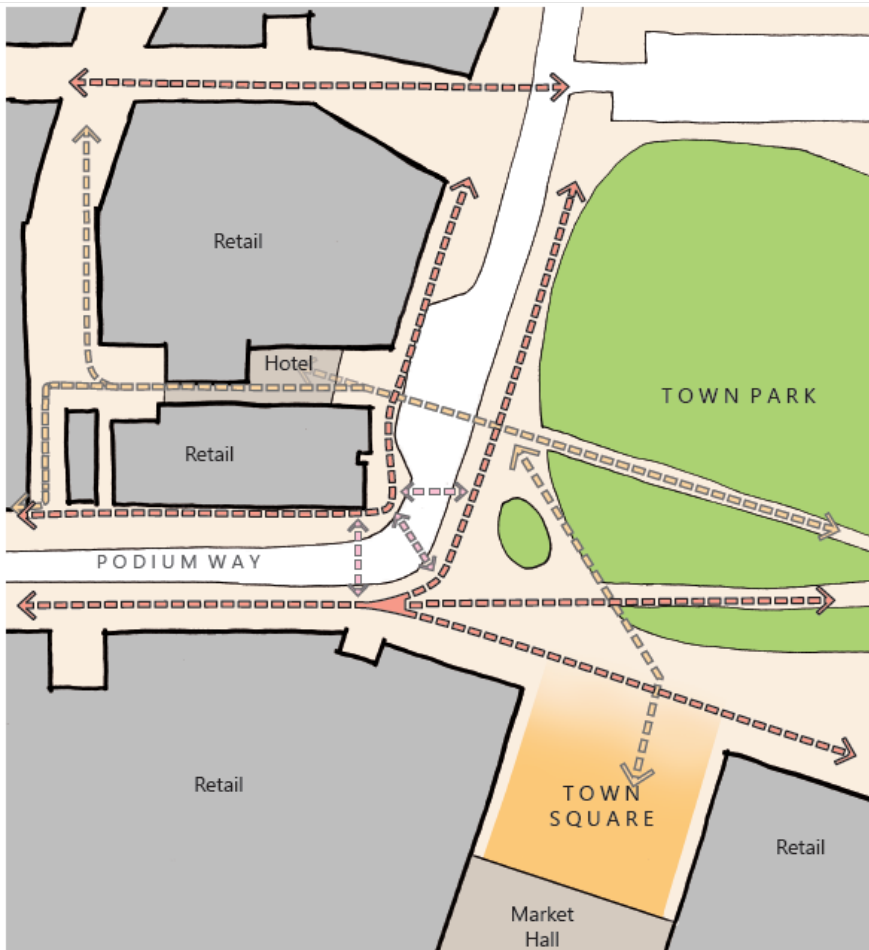 Retail
Hotel
TOWN PARK
Retail
PODIUM WAY
Retail
TOWN
SQUARE
Retail
Market
Hall